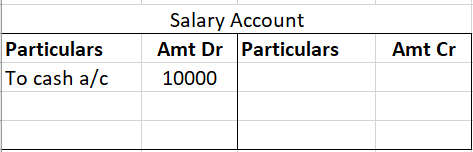 Salary Account
Particulars Amt Dr Particulars Amt Cr
To cash a/c 10000